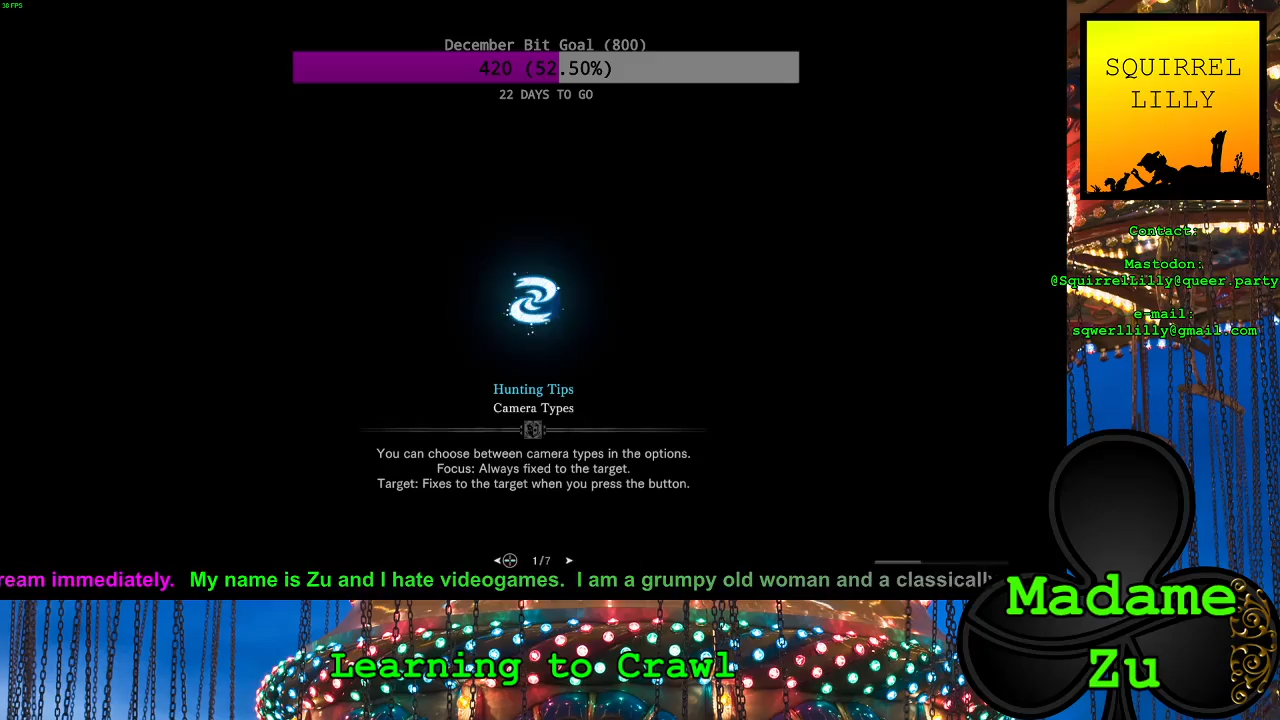 38 FPS
December Bit Goal (800)
420 (52.50%)
22 DAYS TO GO
SQUIRREL
LILLY
Contact:
Mastodon:
@SquirrelLilly@queer.party
e-mail:
sqwerllilly@gmail.com
Hunting Tips
Camera Types
You can choose between camera types in the options.
Focus: Always fixed to the target.
Target: Fixes to the target when you press the button.
1/7
ream immediately. My name is Zu and I hate videogames. I am a grumpy old woman and a classicall
Madame
Zu
Learning to Crawl